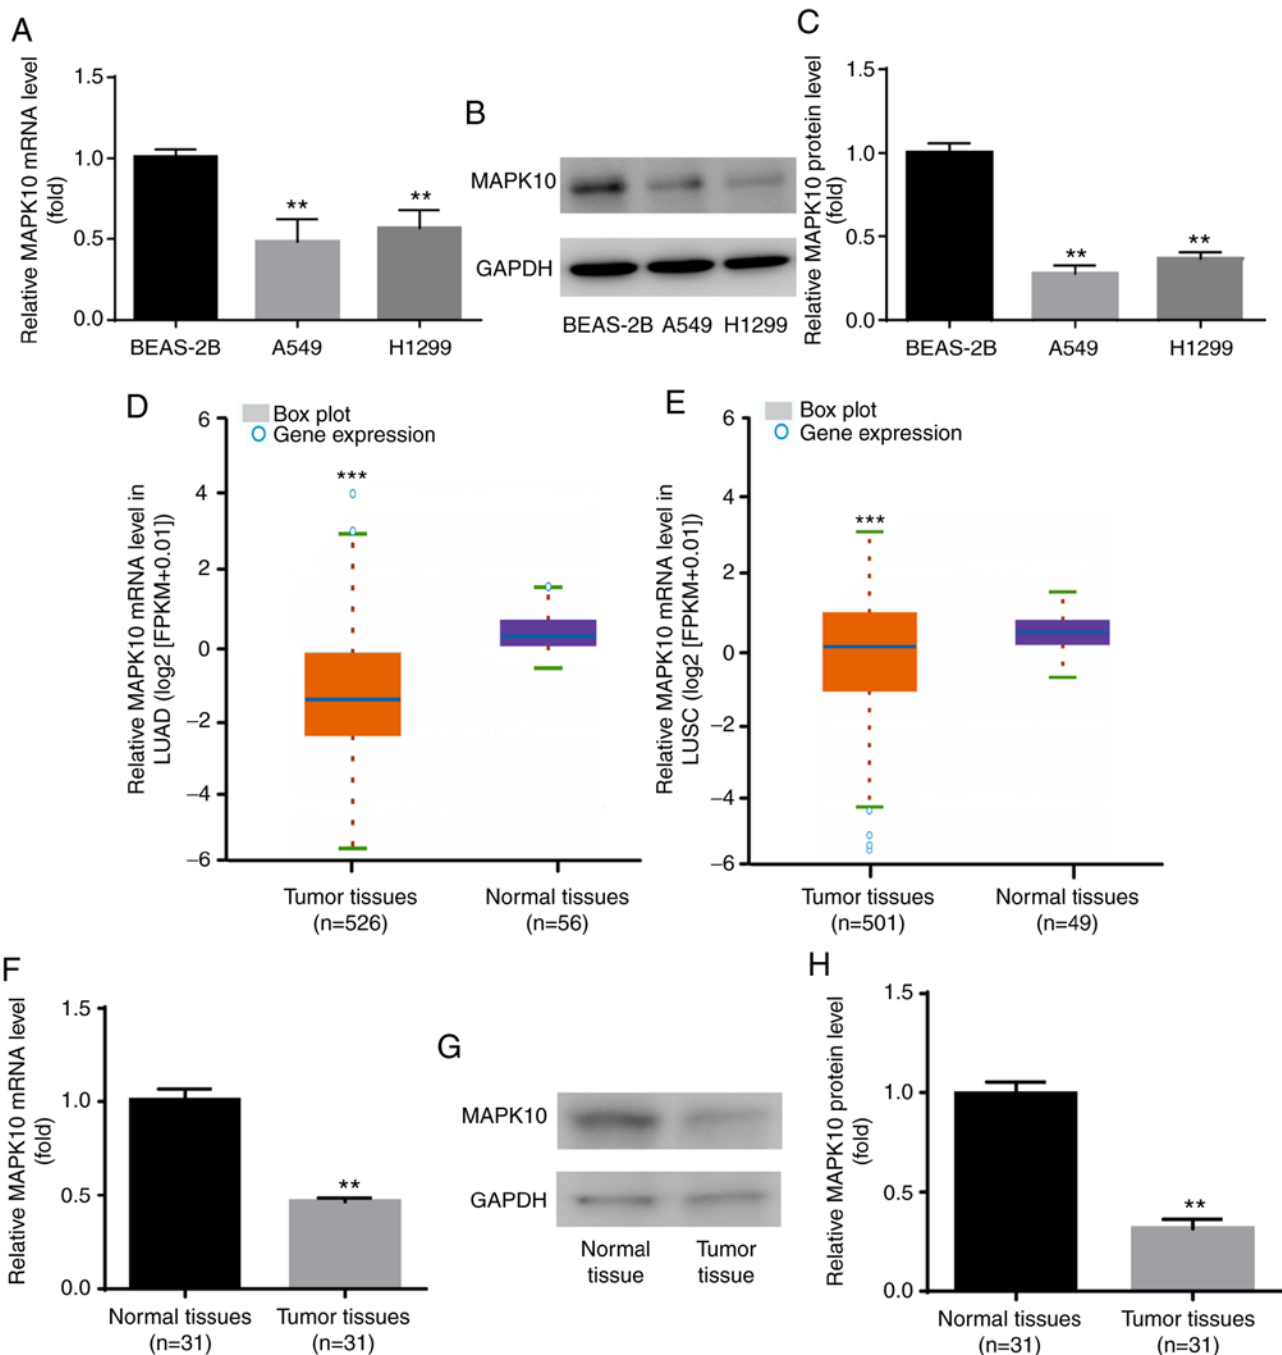 A
Relative MAPK10 mRNA level
(fold)
1.5
1.0
0.5
0.0
**
**
BEAS-2B
A549
H1299
B
MAPK10
GAPDH
BEAS-2B A549 H1299
C
Relative MAPK10 protein level
(fold)
1.5
1.0
0.5
0.0
**
**
BEAS-2B
A549
H1299
D
Box plot
Gene expression
Relative MAPK10 mRNA level in
LUAD (log2 [FPKM+0.01])
6
4
2
0
–2
–4
–6
***
Tumor tissues
(n=526)
Normal tissues
(n=56)
E
Box plot
Gene expression
Relative MAPK10 mRNA level in
LUSC (log2 [FPKM+0.01])
6
4
2
0
–2
–4
–6
***
Tumor tissues
(n=501)
Normal tissues
(n=49)
F
Relative MAPK10 mRNA level
(fold)
1.5
1.0
0.5
0.0
**
Normal tissues
(n=31)
Tumor tissues
(n=31)
G
MAPK10
GAPDH
Normal
tissue
Tumor
tissue
H
Relative MAPK10 protein level
(fold)
1.5
1.0
0.5
0.0
**
Normal tissues
(n=31)
Tumor tissues
(n=31)